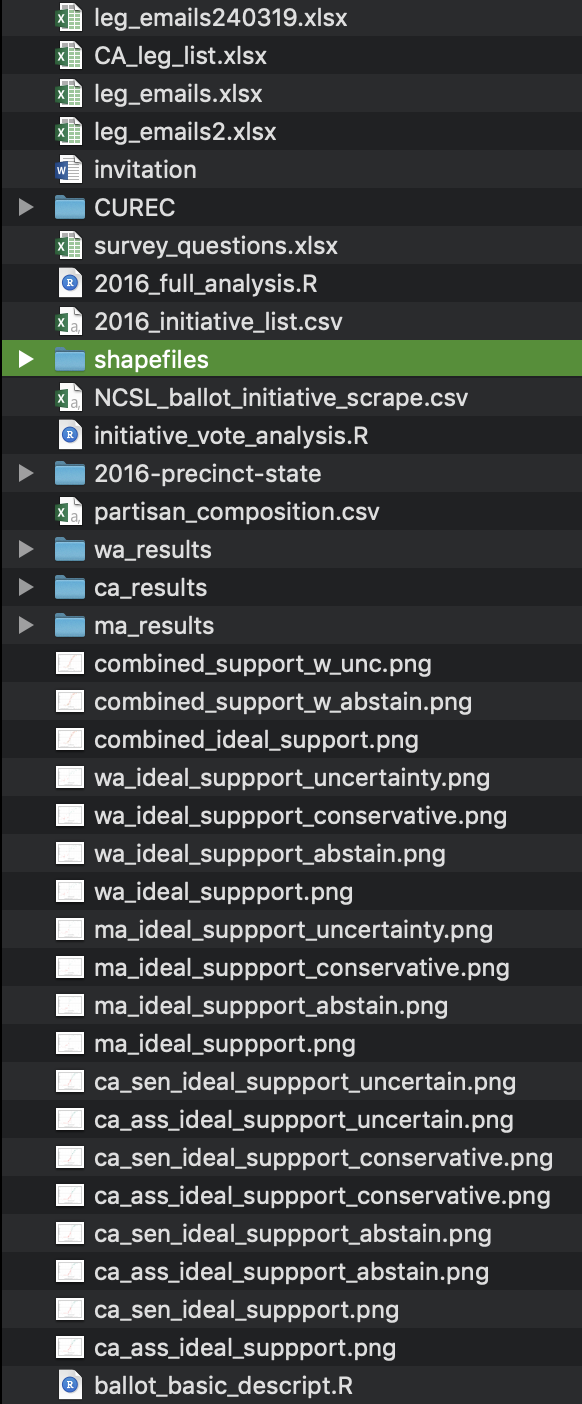 leg_emails240319.xlsx
CA_leg_list.xlsx
leg_emails.xlsx
leg_emails2.xlsx
invitation
CUREC
survey_questions.xlsx
2016_full_analysis.R
2016_initiative_list.csv
shapefiles
NCSL_ballot_initiative_scrape.csv
initiative_vote_analysis.R
2016-precinct-state
partisan_composition.csv
wa_results
ca_results
ma_results
combined_support_w_unc.png
combined_support_w_abstain.png
combined_ideal_support.png
wa_ideal_suppport_uncertainty.png
wa_ideal_suppport_conservative.png
wa_ideal_suppport_abstain.png
wa_ideal_suppport.png
ma_ideal_suppport_uncertainty.png
ma_ideal_suppport_conservative.png
ma_ideal_suppport_abstain.png
ma_ideal_suppport.png
ca_sen_ideal_suppport_uncertain.png
ca_ass_ideal_suppport_uncertain.png
ca_sen_ideal_suppport_conservative.png
ca_ass_ideal_suppport_conservative.png
ca_sen_ideal_suppport_abstain.png
ca_ass_ideal_suppport_abstain.png
ca_sen_ideal_suppport.png
ca_ass_ideal_suppport.png
ballot_basic_descript.R